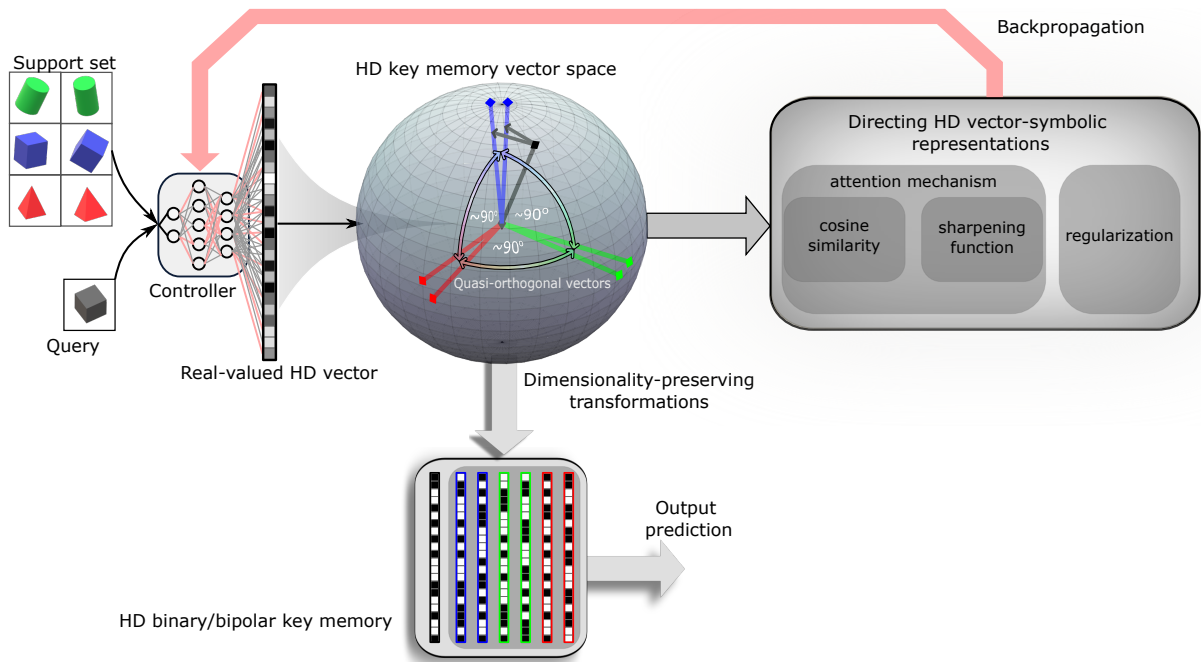 Backpropagation
Support set
HD key memory vector space
Directing HD vector-symbolic
representations
attention mechanism
cosine
similarity
sharpening
function
regularization
~90°
~90°
~90°
Quasi-orthogonal vectors
Controller
Query
Real-valued HD vector
Dimensionality-preserving
transformations
Output
prediction
HD binary/bipolar key memory